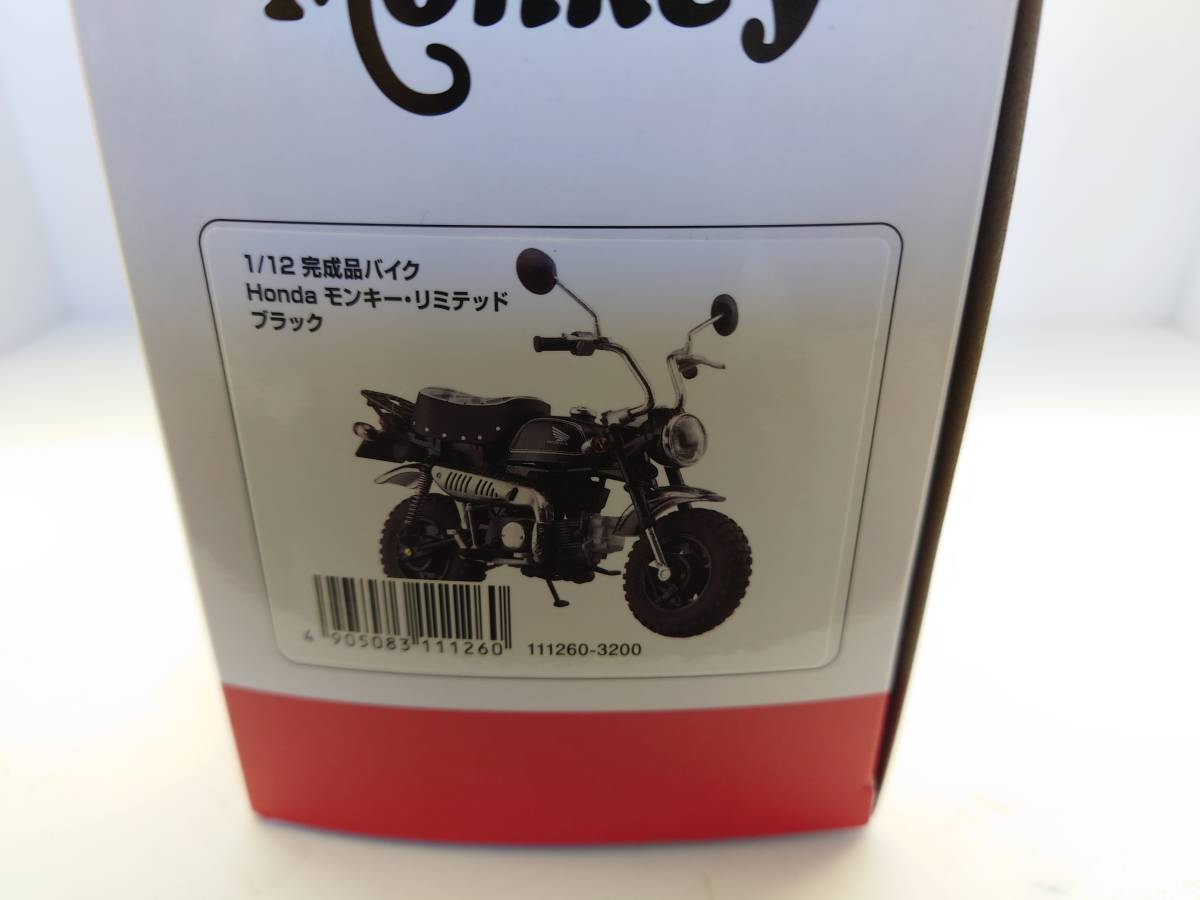 Monkey
1/12 完成品バイク
Honda モンキー・リミテッド
ブラック
4 905083 111260
111260-3200